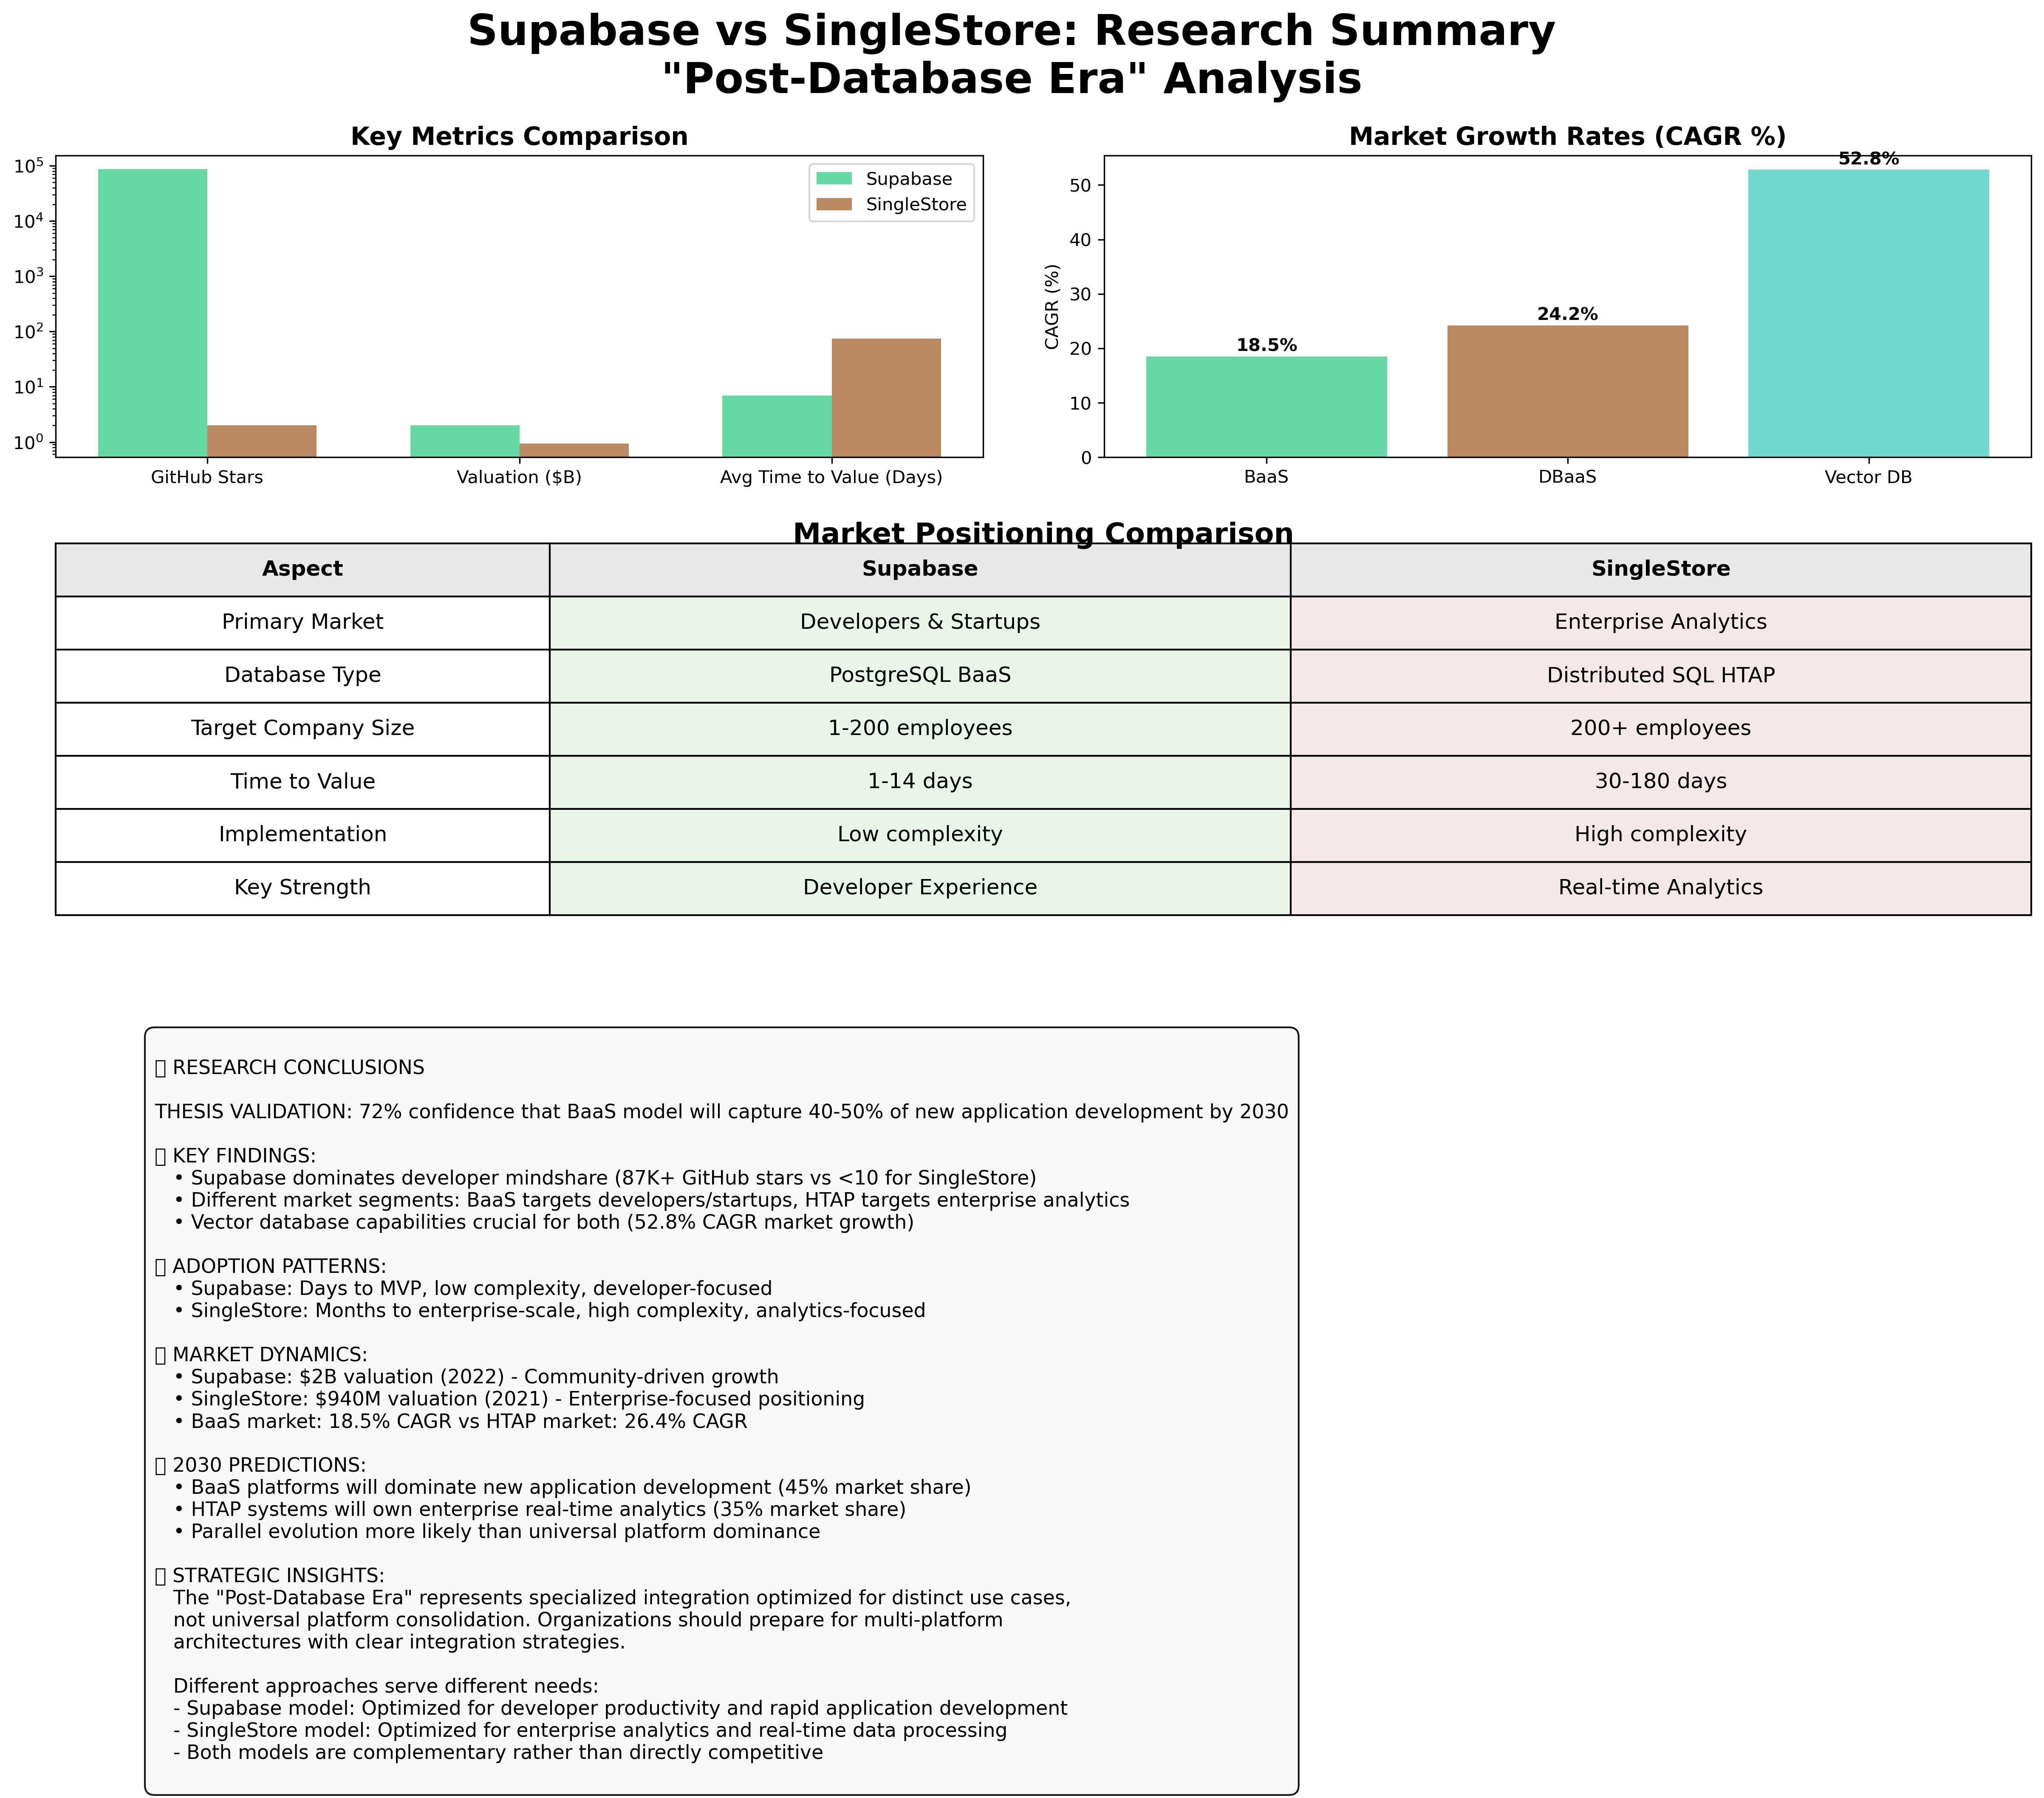 Supabase vs SingleStore: Research Summary
"Post-Database Era" Analysis
Key Metrics Comparison
10⁵
10⁴
10³
10²
10¹
10⁰
Supabase
SingleStore
GitHub Stars
Valuation ($B)
Avg Time to Value (Days)
Market Growth Rates (CAGR %)
CAGR (%)
50
40
30
20
10
0
18.5%
24.2%
52.8%
BaaS
DBaaS
Vector DB
Market Positioning Comparison
Aspect Supabase SingleStore
Primary Market Developers & Startups Enterprise Analytics
Database Type PostgreSQL BaaS Distributed SQL HTAP
Target Company Size 1-200 employees 200+ employees
Time to Value 1-14 days 30-180 days
Implementation Low complexity High complexity
Key Strength Developer Experience Real-time Analytics
RESEARCH CONCLUSIONS
THESIS VALIDATION: 72% confidence that BaaS model will capture 40-50% of new application development by 2030
KEY FINDINGS:
• Supabase dominates developer mindshare (87K+ GitHub stars vs <10 for SingleStore)
• Different market segments: BaaS targets developers/startups, HTAP targets enterprise analytics
• Vector database capabilities crucial for both (52.8% CAGR market growth)
ADOPTION PATTERNS:
• Supabase: Days to MVP, low complexity, developer-focused
• SingleStore: Months to enterprise-scale, high complexity, analytics-focused
MARKET DYNAMICS:
• Supabase: $2B valuation (2022) - Community-driven growth
• SingleStore: $940M valuation (2021) - Enterprise-focused positioning
• BaaS market: 18.5% CAGR vs HTAP market: 26.4% CAGR
2030 PREDICTIONS:
• BaaS platforms will dominate new application development (45% market share)
• HTAP systems will own enterprise real-time analytics (35% market share)
• Parallel evolution more likely than universal platform dominance
STRATEGIC INSIGHTS:
The "Post-Database Era" represents specialized integration optimized for distinct use cases,
not universal platform consolidation. Organizations should prepare for multi-platform
architectures with clear integration strategies.
Different approaches serve different needs:
- Supabase model: Optimized for developer productivity and rapid application development
- SingleStore model: Optimized for enterprise analytics and real-time data processing
- Both models are complementary rather than directly competitive